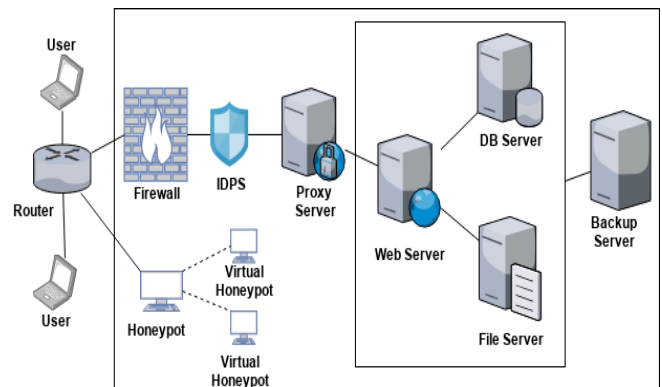 User
Router
User
Firewall
IDPS
Proxy
Server
Honeypot
Virtual
Honeypot
Virtual
Honeypot
Web Server
DB Server
File Server
Backup
Server